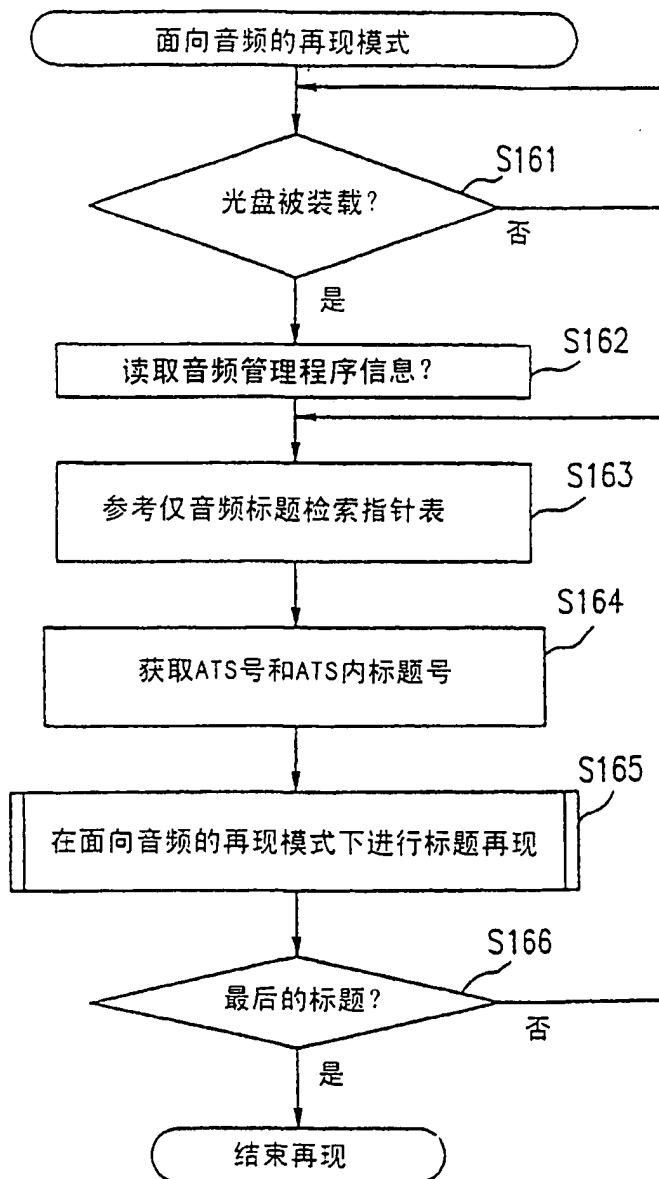 面向音频的再现模式
S161
光盘被装载?
否
是
S162
读取音频管理程序信息?
S163
参考仅音频标题检索指针表
S164
获取ATS号和ATS内标题号
S165
在面向音频的再现模式下进行标题再现
S166
最后的标题?
否
是
结束再现